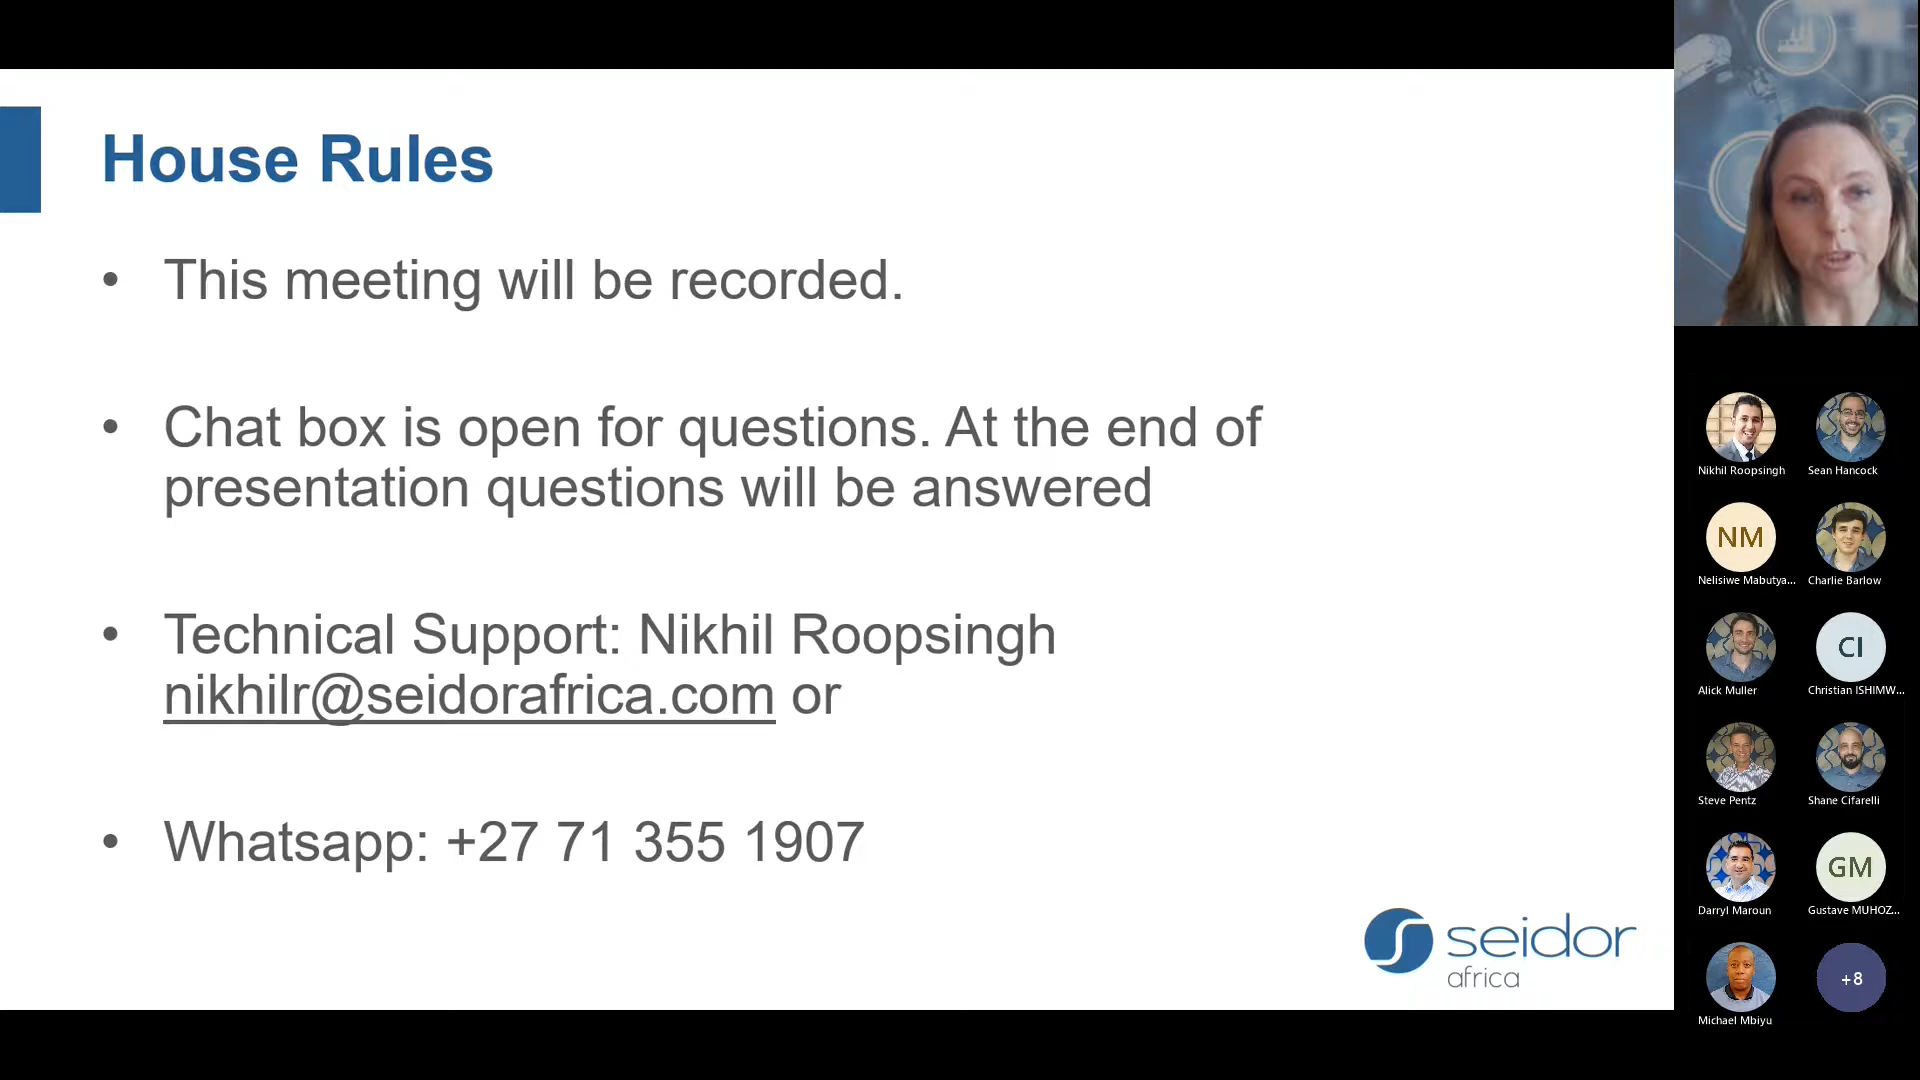 House Rules
• This meeting will be recorded.
• Chat box is open for questions. At the end of
presentation questions will be answered
• Technical Support: Nikhil Roopsingh
nikhilr@seidorafrica.com or
• Whatsapp: +27 71 355 1907
seidor
africa
Nikhil Roopsingh
Sean Hancock
NM
Nelisiwe Mabutya...
Charlie Barlow
Alick Muller
CI
Christian ISHIMW...
Steve Pentz
Shane Cifarelli
Darryl Maroun
GM
Gustave MUHOZ...
Michael Mbiyu
+8